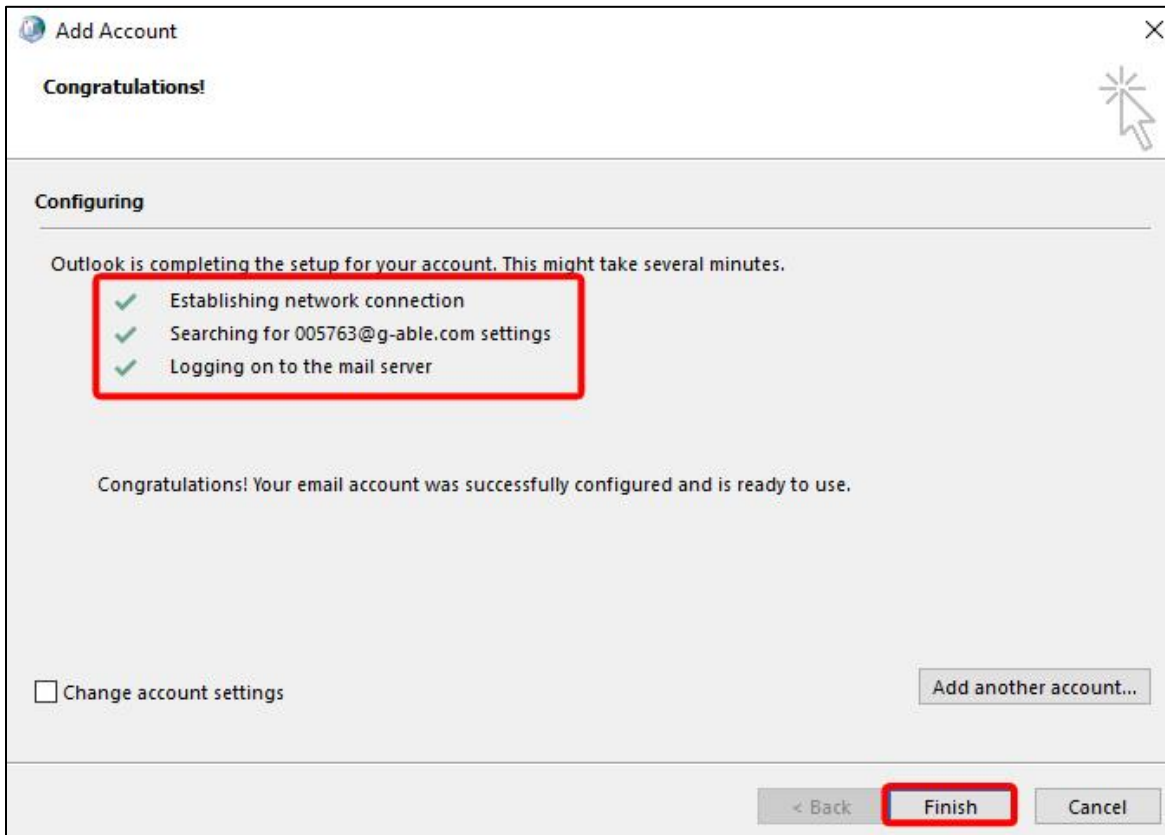 Add Account
Congratulations!
Configuring
Outlook is completing the setup for your account. This might take several minutes.
Establishing network connection
Searching for 005763@g-able.com settings
Logging on to the mail server
Congratulations! Your email account was successfully configured and is ready to use.
Change account settings
Add another account...
< Back
Finish
Cancel